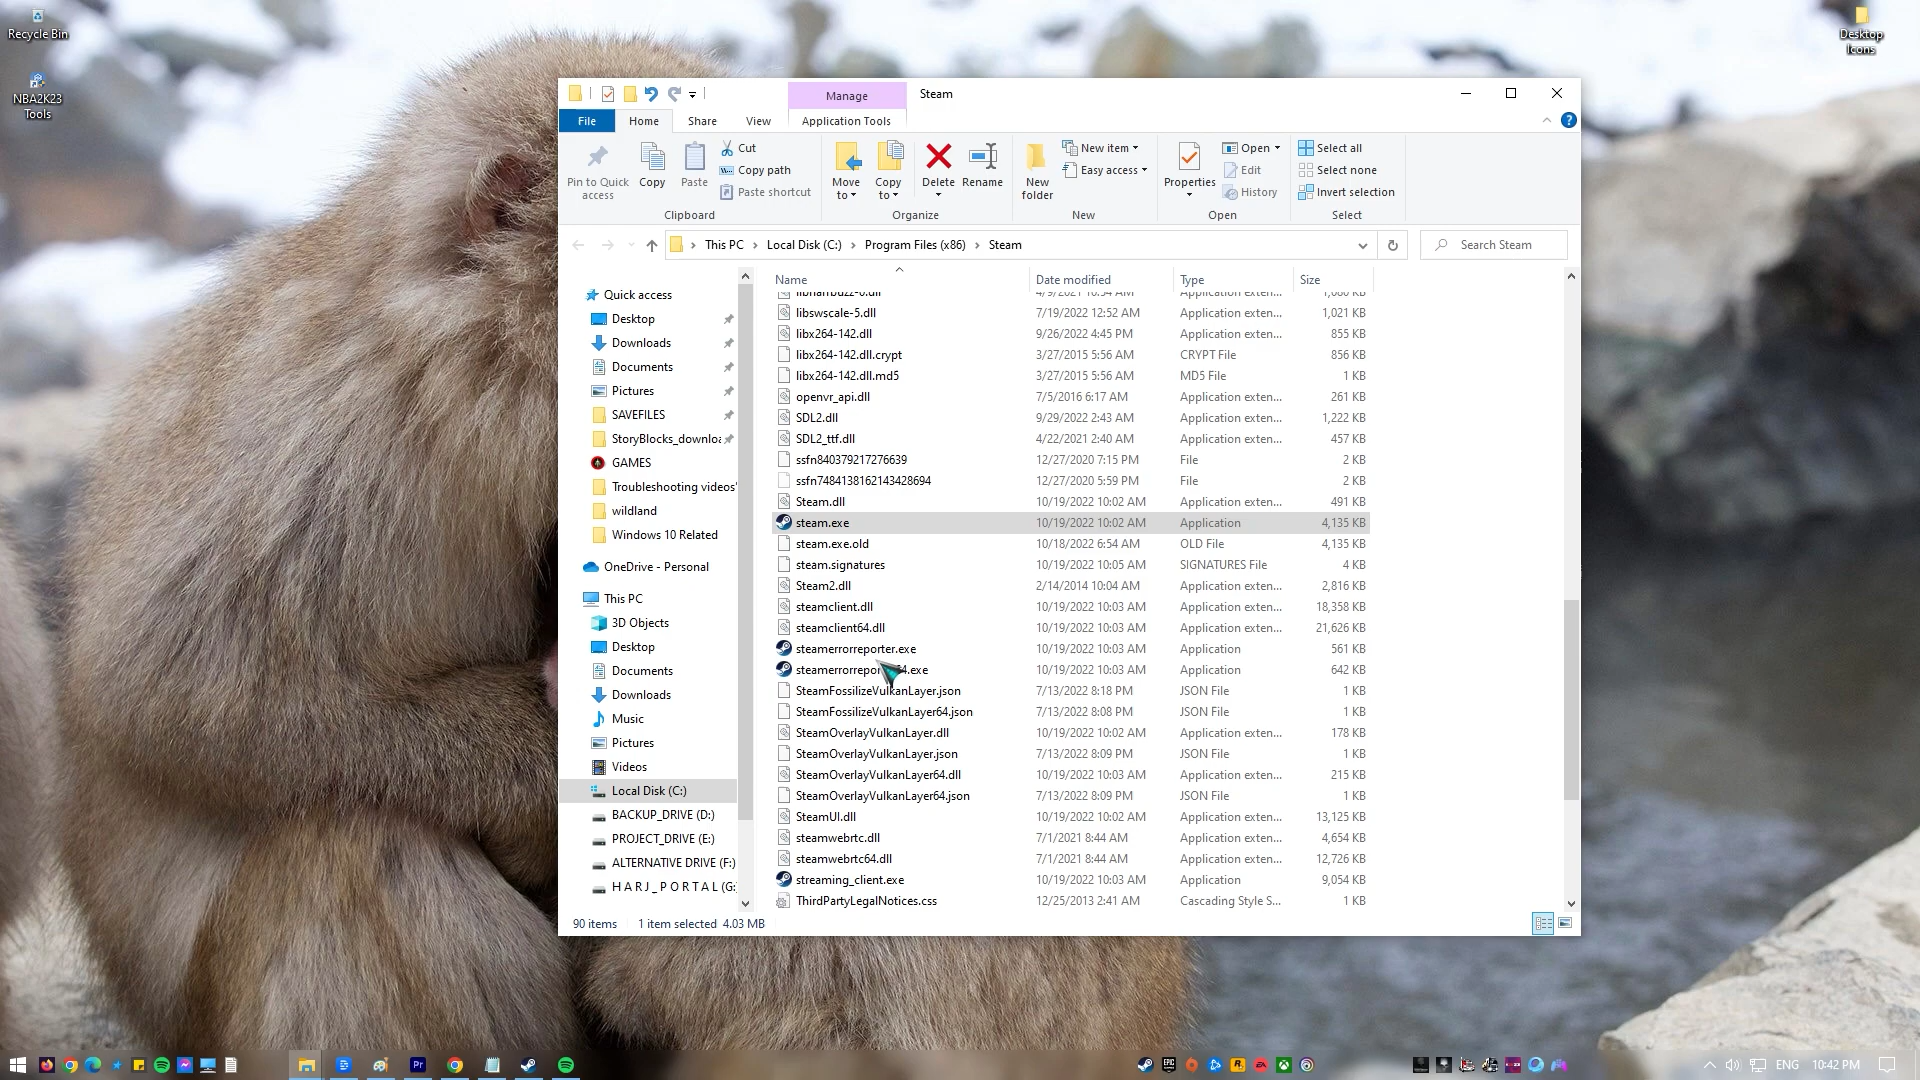 Recycle Bin
NBA2K23
Tools
Desktop
Icons
Manage
Steam
File
Home
Share
View
Application Tools
Pin to Quick
access
Copy
Paste
Cut
Copy path
Paste shortcut
Clipboard
Move
to
Copy
to
Delete
Rename
Organize
New
folder
New item
Easy access
New
Properties
Open
Edit
History
Open
Select all
Select none
Invert selection
Select
This PC
Local Disk (C:)
Program Files (x86)
Steam
Search Steam
Quick access
Desktop
Downloads
Documents
Pictures
SAVEFILES
StoryBlocks_downloa
GAMES
Troubleshooting videos'
wildland
Windows 10 Related
OneDrive - Personal
This PC
3D Objects
Desktop
Documents
Downloads
Music
Pictures
Videos
Local Disk (C:)
BACKUP_DRIVE (D:)
PROJECT_DRIVE (E:)
ALTERNATIVE DRIVE (F:)
H A R J _ P O R T A L (G:
Name Date modified Type Size
libharfbuzz-0.dll 4/9/2021 10:54 AM Application exten... 1,080 KB
libswscale-5.dll 7/19/2022 12:52 AM Application exten... 1,021 KB
libx264-142.dll 9/26/2022 4:45 PM Application exten... 855 KB
libx264-142.dll.crypt 3/27/2015 5:56 AM CRYPT File 856 KB
libx264-142.dll.md5 3/27/2015 5:56 AM MD5 File 1 KB
openvr_api.dll 7/5/2016 6:17 AM Application exten... 261 KB
SDL2.dll 9/29/2022 2:43 AM Application exten... 1,222 KB
SDL2_ttf.dll 4/22/2021 2:40 AM Application exten... 457 KB
ssfn840379217276639 12/27/2020 7:15 PM File 2 KB
ssfn7484138162143428694 12/27/2020 5:59 PM File 2 KB
Steam.dll 10/19/2022 10:02 AM Application exten... 491 KB
steam.exe 10/19/2022 10:02 AM Application 4,135 KB
steam.exe.old 10/18/2022 6:54 AM OLD File 4,135 KB
steam.signatures 10/19/2022 10:05 AM SIGNATURES File 4 KB
Steam2.dll 2/14/2014 10:04 AM Application exten... 2,816 KB
steamclient.dll 10/19/2022 10:03 AM Application exten... 18,358 KB
steamclient64.dll 10/19/2022 10:03 AM Application exten... 21,626 KB
steamerrorreporter.exe 10/19/2022 10:03 AM Application 561 KB
steamerrorrepor 4.exe 10/19/2022 10:03 AM Application 642 KB
SteamFossilizeVulkanLayer.json 7/13/2022 8:18 PM JSON File 1 KB
SteamFossilizeVulkanLayer64.json 7/13/2022 8:08 PM JSON File 1 KB
SteamOverlayVulkanLayer.dll 10/19/2022 10:02 AM Application exten... 178 KB
SteamOverlayVulkanLayer.json 7/13/2022 8:09 PM JSON File 1 KB
SteamOverlayVulkanLayer64.dll 10/19/2022 10:03 AM Application exten... 215 KB
SteamOverlayVulkanLayer64.json 7/13/2022 8:09 PM JSON File 1 KB
SteamUI.dll 10/19/2022 10:02 AM Application exten... 13,125 KB
steamwebrtc.dll 7/1/2021 8:44 AM Application exten... 4,654 KB
steamwebrtc64.dll 7/1/2021 8:44 AM Application exten... 12,726 KB
streaming_client.exe 10/19/2022 10:03 AM Application 9,054 KB
ThirdPartyLegalNotices.css 12/25/2013 2:41 AM Cascading Style S... 1 KB
90 items 1 item selected 4.03 MB
Pr
EPIC
EA
ENG
10:42 PM